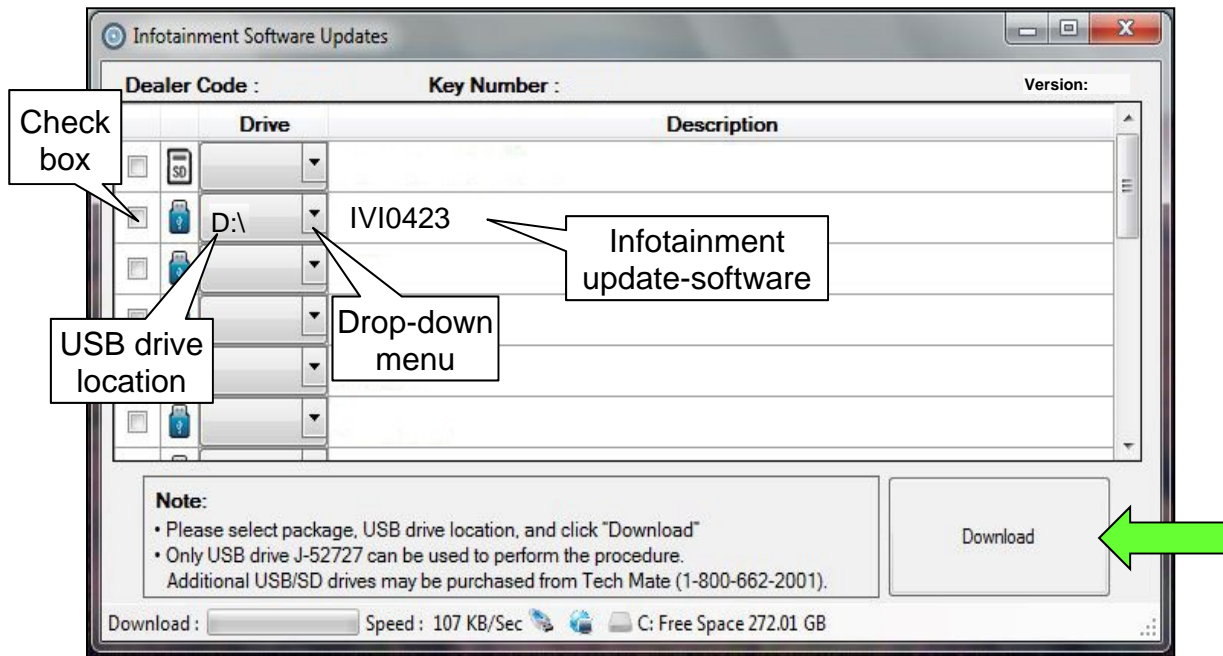 Infotainment Software Updates
Dealer Code : Key Number : Version:
Drive Description
Check
box
SD
D:\ IVI0423
Infotainment
update-software
Drop-down
menu
USB drive
location
Note:
• Please select package, USB drive location, and click "Download"
• Only USB drive J-52727 can be used to perform the procedure.
Additional USB/SD drives may be purchased from Tech Mate (1-800-662-2001).
Download
Download : Speed : 107 KB/Sec C: Free Space 272.01 GB